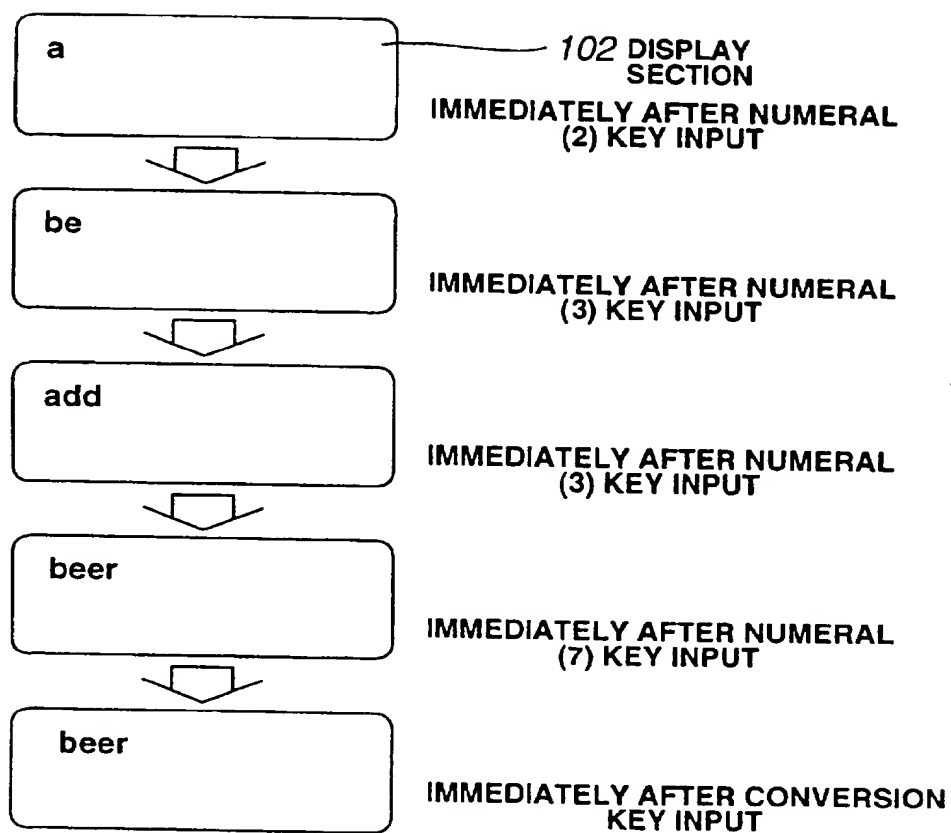 a
102 DISPLAY
SECTION
IMMEDIATELY AFTER NUMERAL
(2) KEY INPUT
be
IMMEDIATELY AFTER NUMERAL
(3) KEY INPUT
add
IMMEDIATELY AFTER NUMERAL
(3) KEY INPUT
beer
IMMEDIATELY AFTER NUMERAL
(7) KEY INPUT
beer
IMMEDIATELY AFTER CONVERSION
KEY INPUT